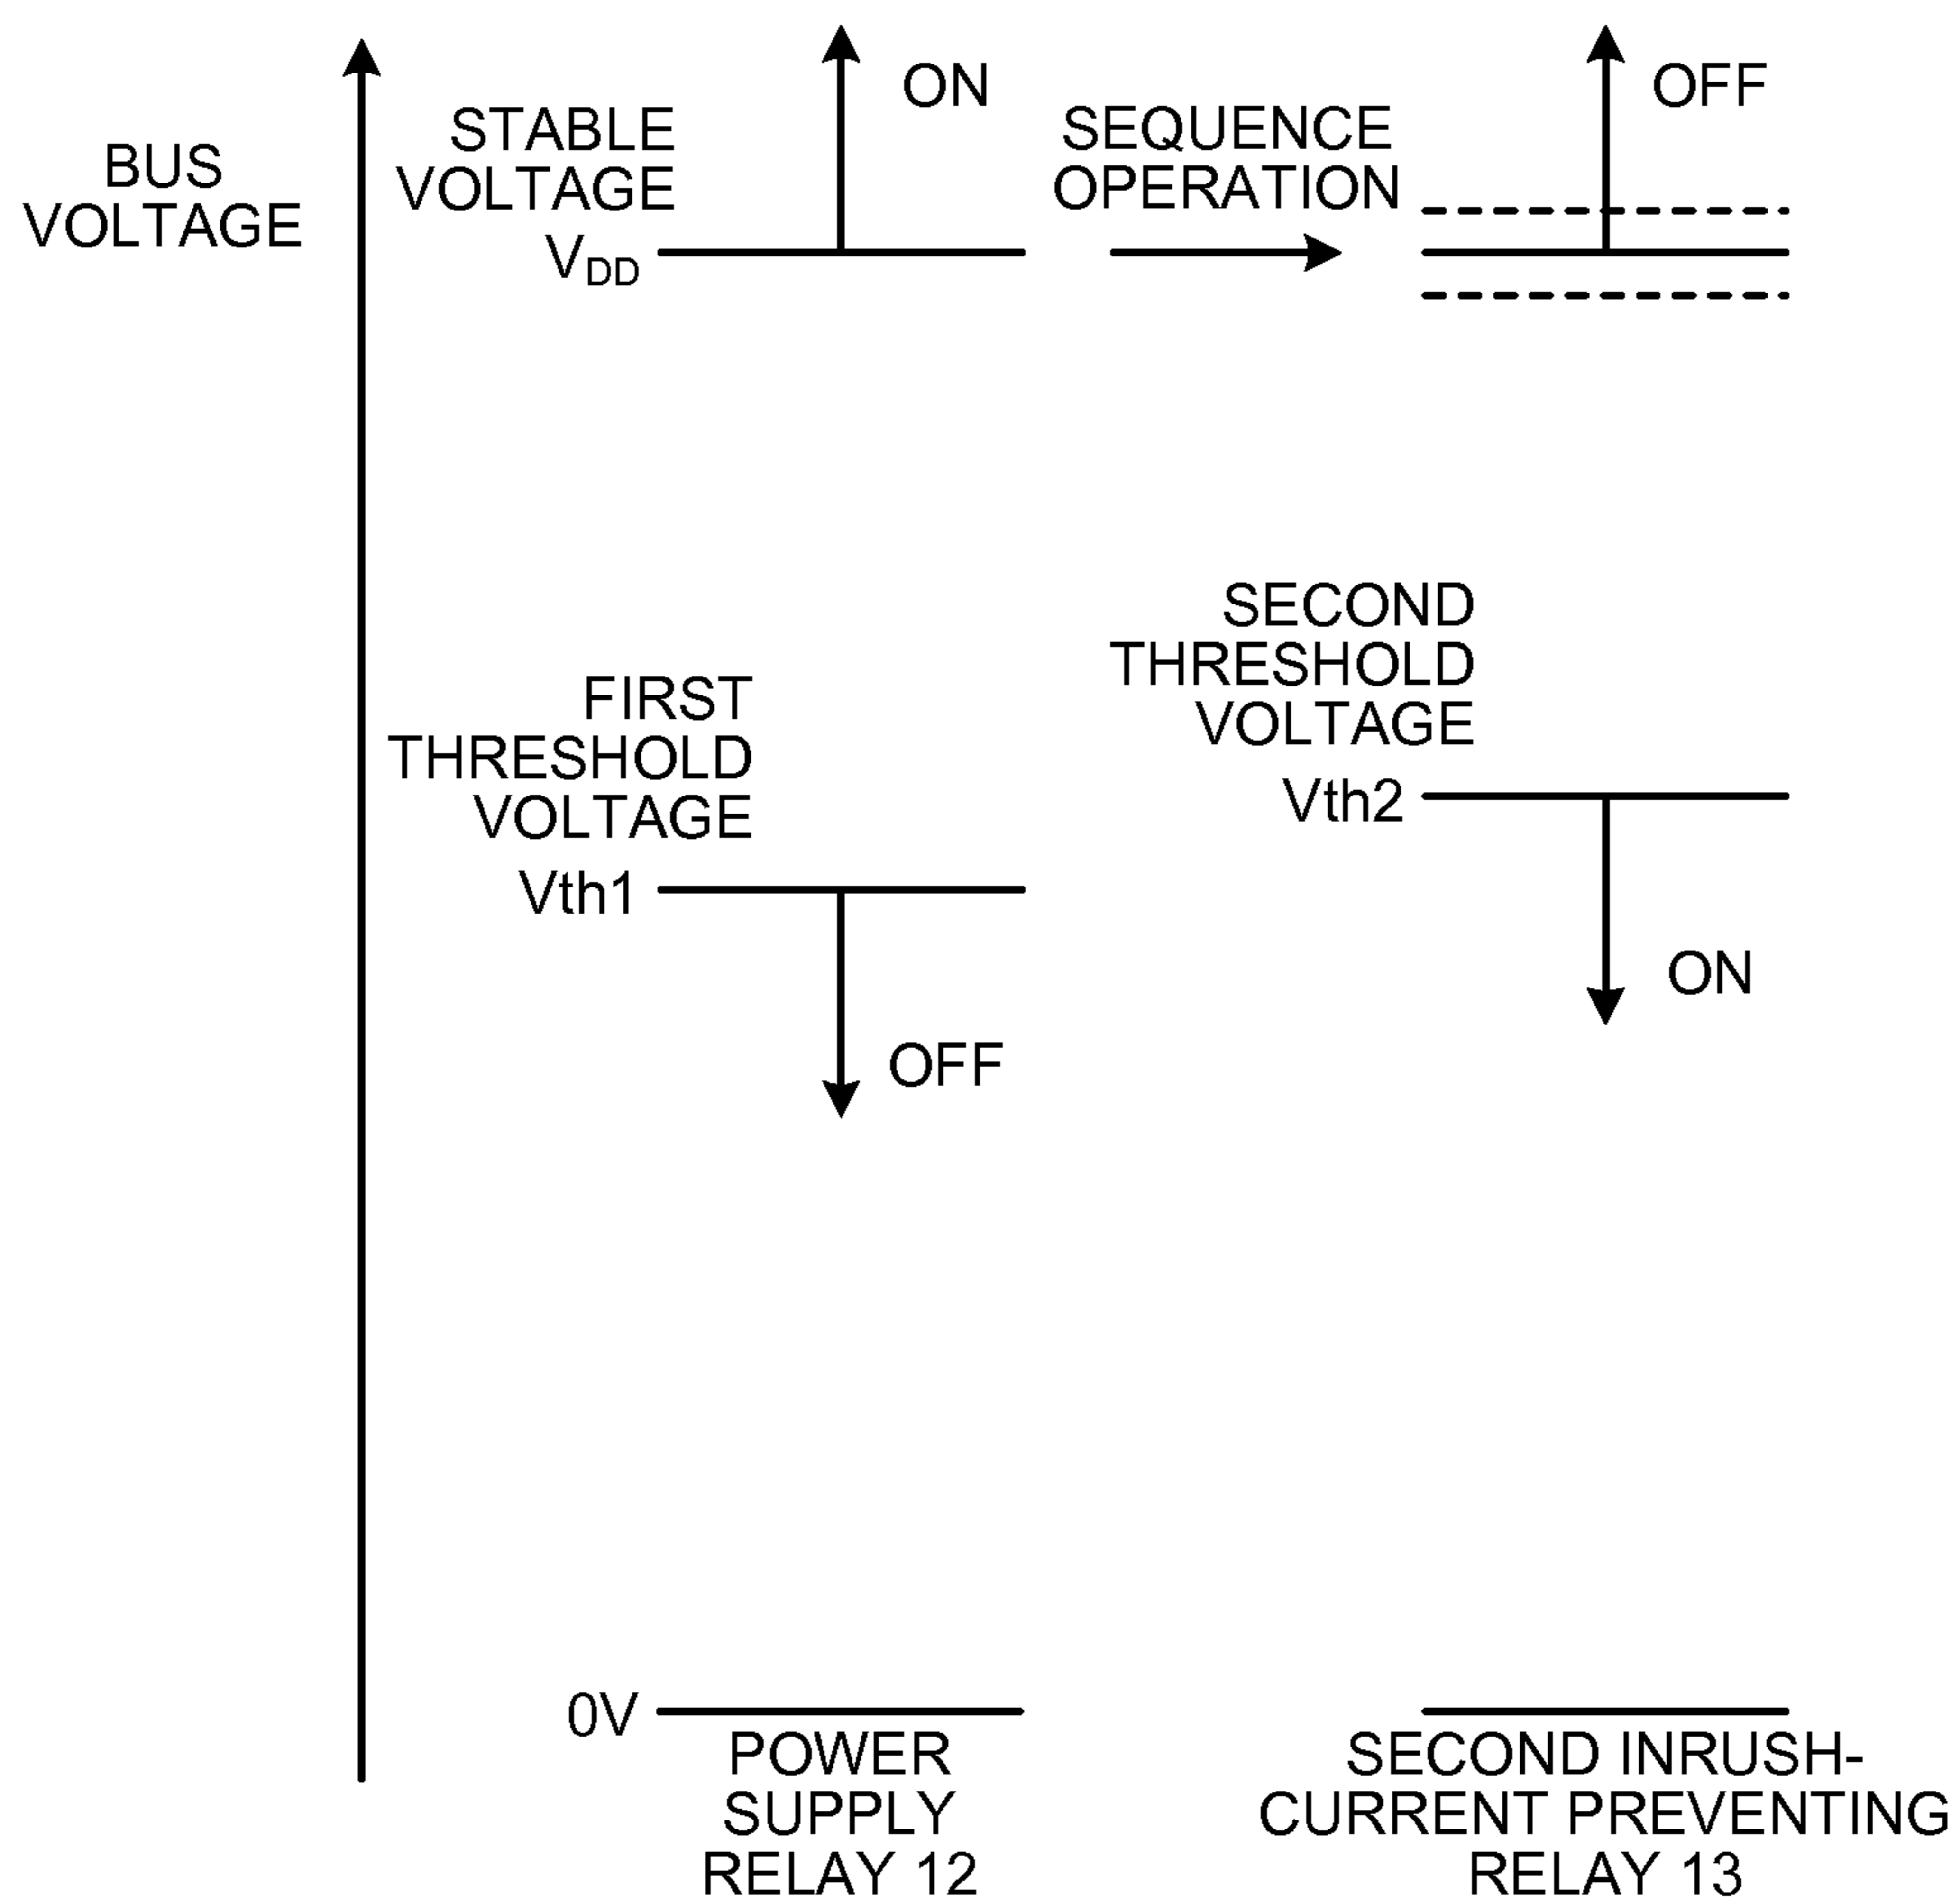 BUS
VOLTAGE
STABLE
VOLTAGE
VDD
ON
SEQUENCE
OPERATION
OFF
FIRST
THRESHOLD
VOLTAGE
Vth1
OFF
SECOND
THRESHOLD
VOLTAGE
Vth2
ON
0V
POWER
SUPPLY
RELAY 12
SECOND INRUSH-
CURRENT PREVENTING
RELAY 13